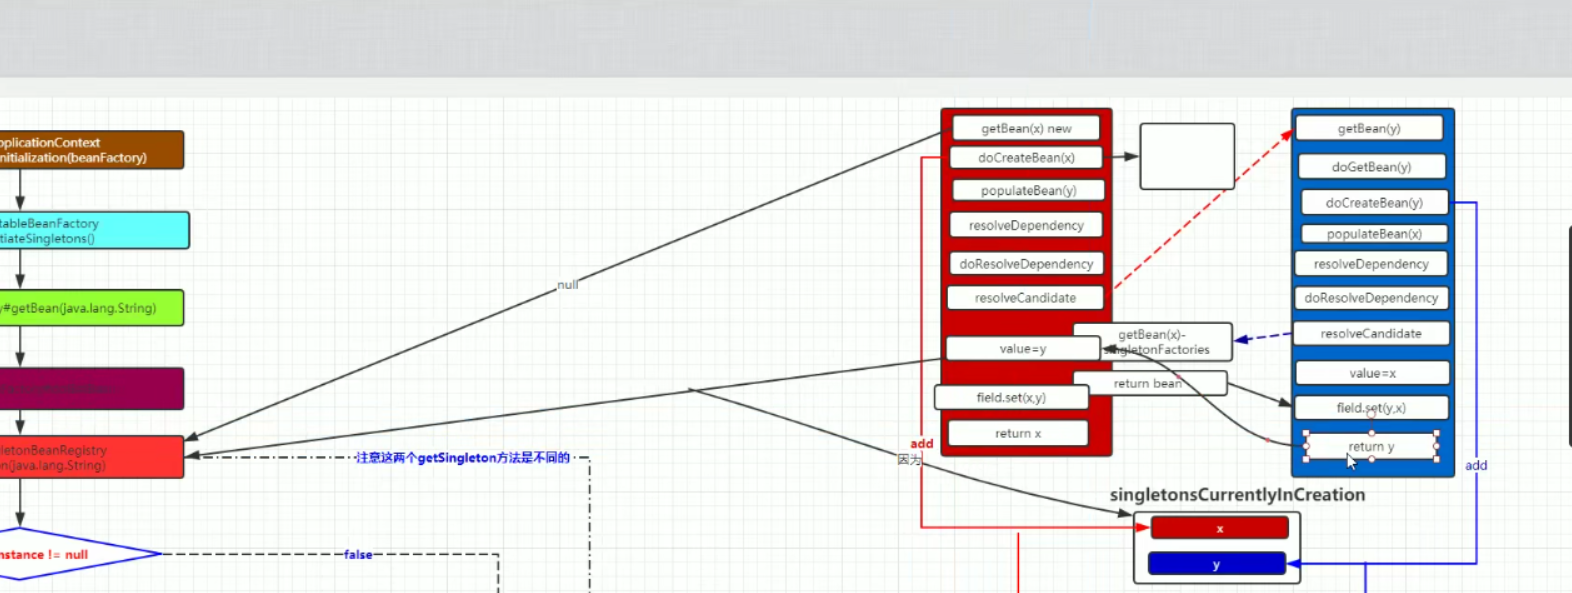 pplicationContext
nitialization(beanFactory)
tableBeanFactory
tiateSingletons()
y#getBean(java.lang.String)
letonBeanRegistry
on(java.lang.String)
nstance != null
false
null
注意这两个getSingleton方法是不同的
getBean(x) new
doCreateBean(x)
populateBean(y)
resolveDependency
doResolveDependency
resolveCandidate
value=y
field.set(x,y)
return x
getBean(x)-
singletonFactories
return bean
getBean(y)
doGetBean(y)
doCreateBean(y)
populateBean(x)
resolveDependency
doResolveDependency
resolveCandidate
value=x
field.set(y,x)
return y
add
因为
add
singletonsCurrentlyInCreation
x
y